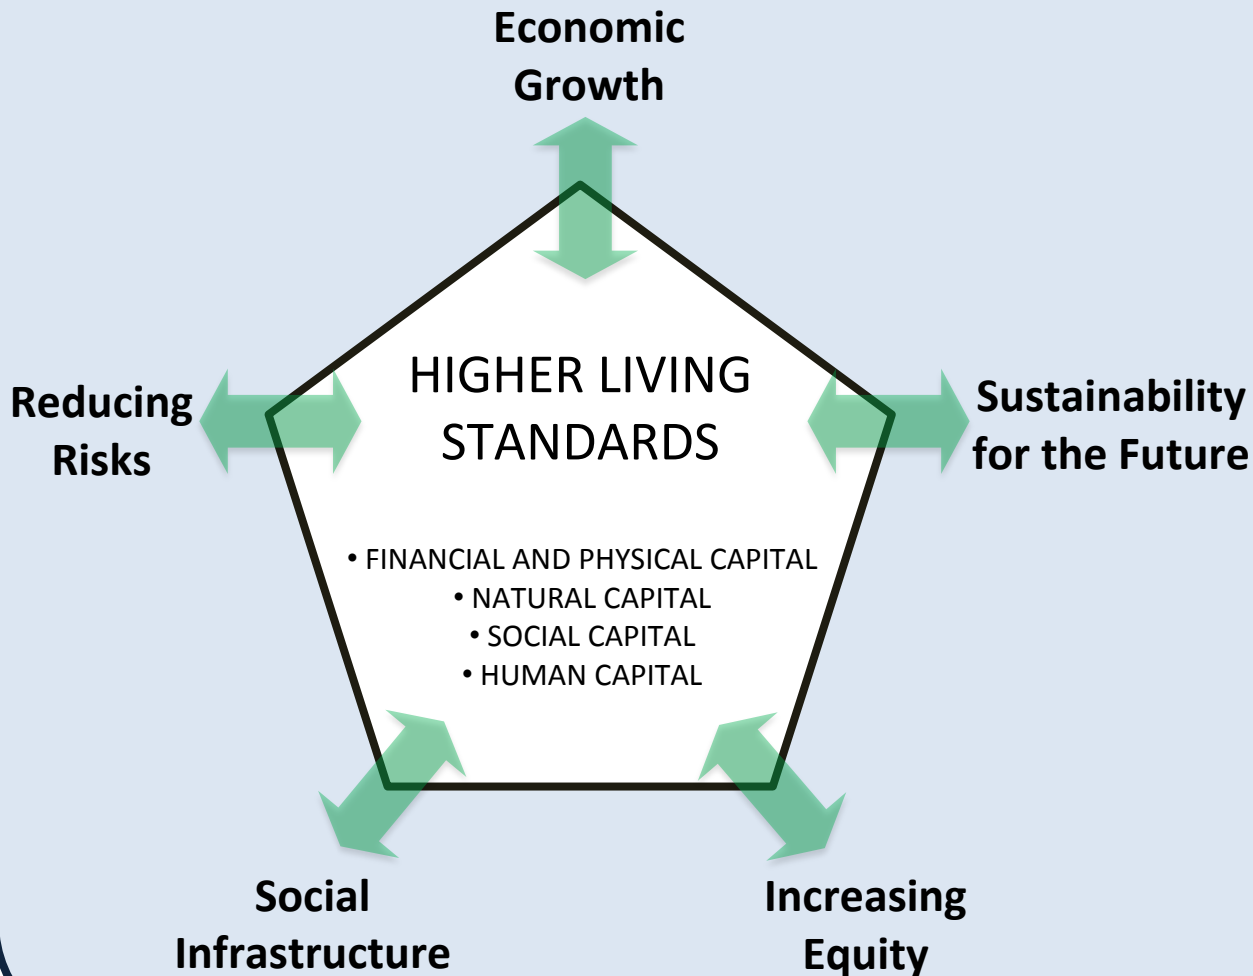 Economic
Growth
Reducing
Risks
HIGHER LIVING
STANDARDS
Sustainability
for the Future
• FINANCIAL AND PHYSICAL CAPITAL
• NATURAL CAPITAL
• SOCIAL CAPITAL
• HUMAN CAPITAL
Social
Infrastructure
Increasing
Equity